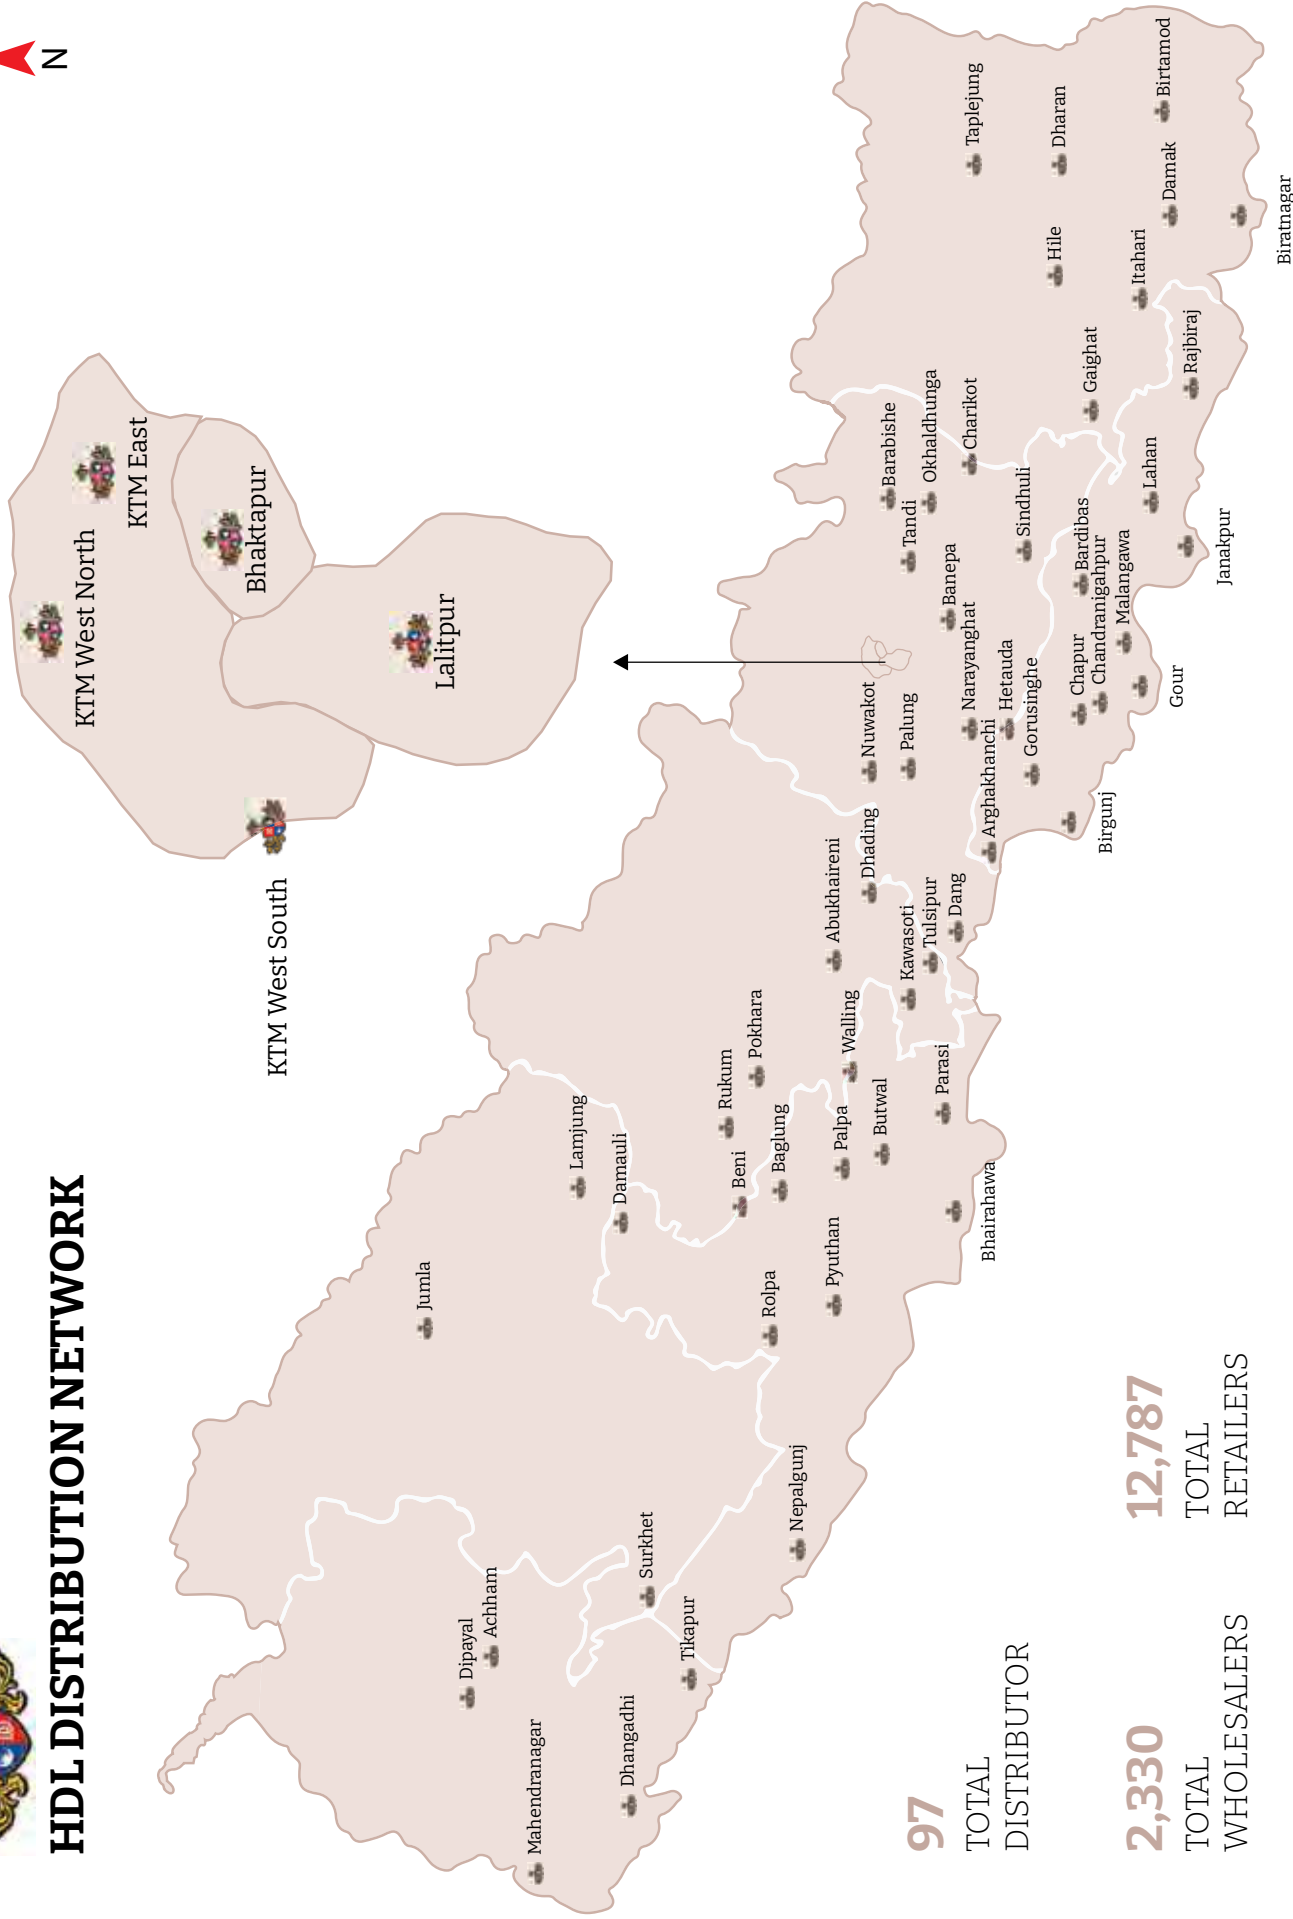 HDL DISTRIBUTION NETWORK
N
KTM West North
KTM East
Bhaktapur
KTM West South
Lalitpur
Jumla
Dipayal
Achham
Mahendranagar
Lamjung
Damauli
Dhangadhi
Surkhet
Tikapur
Rukum
Pokhara
Beni
Baglung
Rolpa
Nepalgunj
Pyuthan
Palpa
Walling
Butwal
Abukhaireni
Dhading
Nuwakot
Kawasoti
Tulsipur
Dang
Parasi
Bhairahawa
Palung
Barabishe
Tandi
Okhaldhunga
Banepa
Charikot
Narayanghat
Arghakhanchi
Hetauda
Gorusinghe
Sindhuli
Taplejung
Dharan
Hile
Gaighat
Bardibas
Chapur
Chandranigahpur
Malangawa
Birgunj
Lahan
Itahari
Birtamod
Damak
Rajbiraj
Gour
Janakpur
Biratnagar
97
TOTAL
DISTRIBUTOR
2,330
TOTAL
WHOLESALERS
12,787
TOTAL
RETAILERS